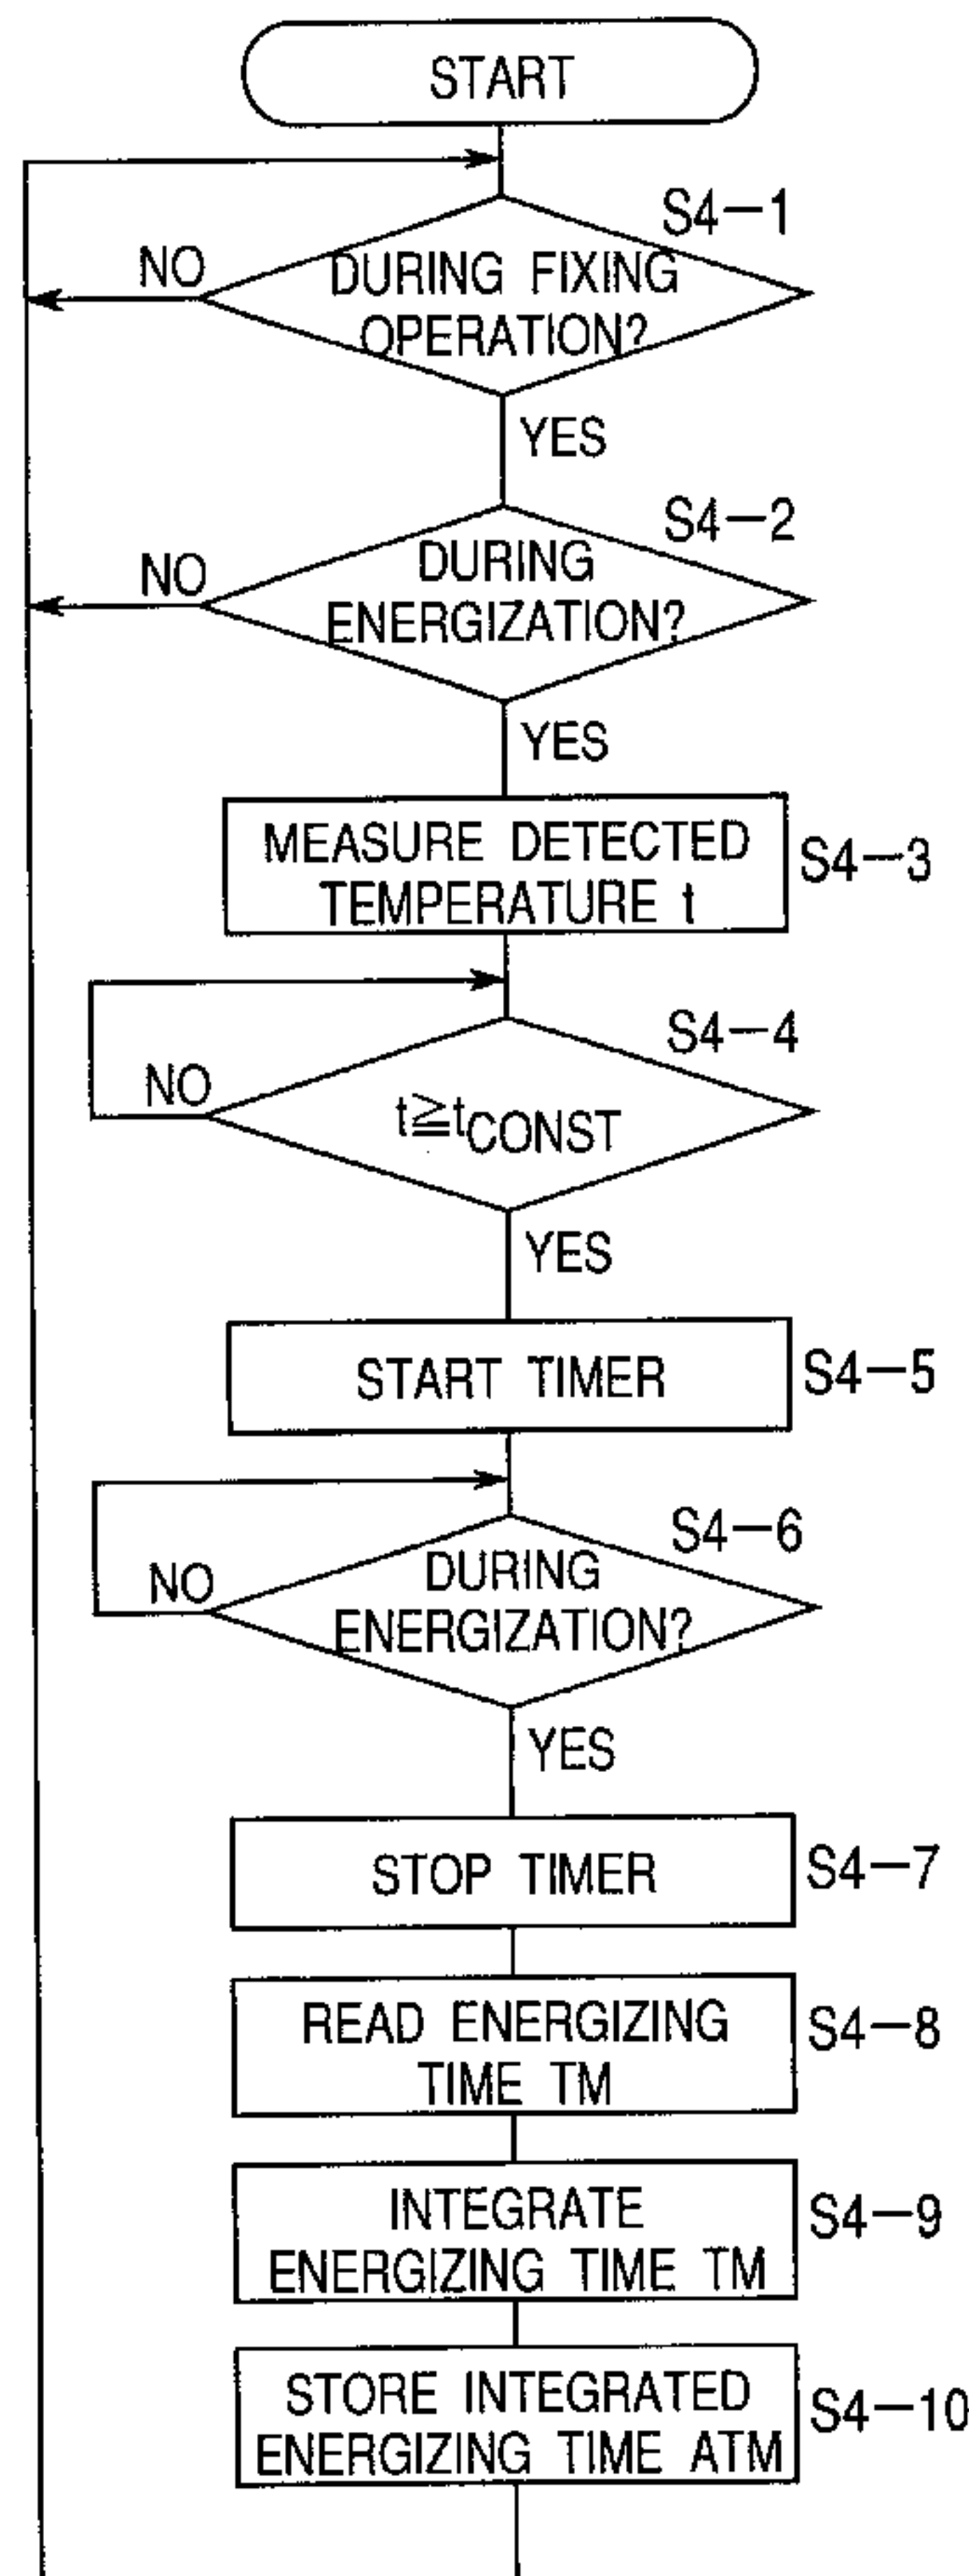 START
S4-1
NO
DURING FIXING
OPERATION?
YES
S4-2
NO
DURING
ENERGIZATION?
YES
MEASURE DETECTED
TEMPERATURE t
S4-3
S4-4
NO
t≧tCONST
YES
START TIMER
S4-5
S4-6
NO
DURING
ENERGIZATION?
YES
STOP TIMER
S4-7
READ ENERGIZING
TIME TM
S4-8
INTEGRATE
ENERGIZING TIME TM
S4-9
STORE INTEGRATED
ENERGIZING TIME ATM
S4-10